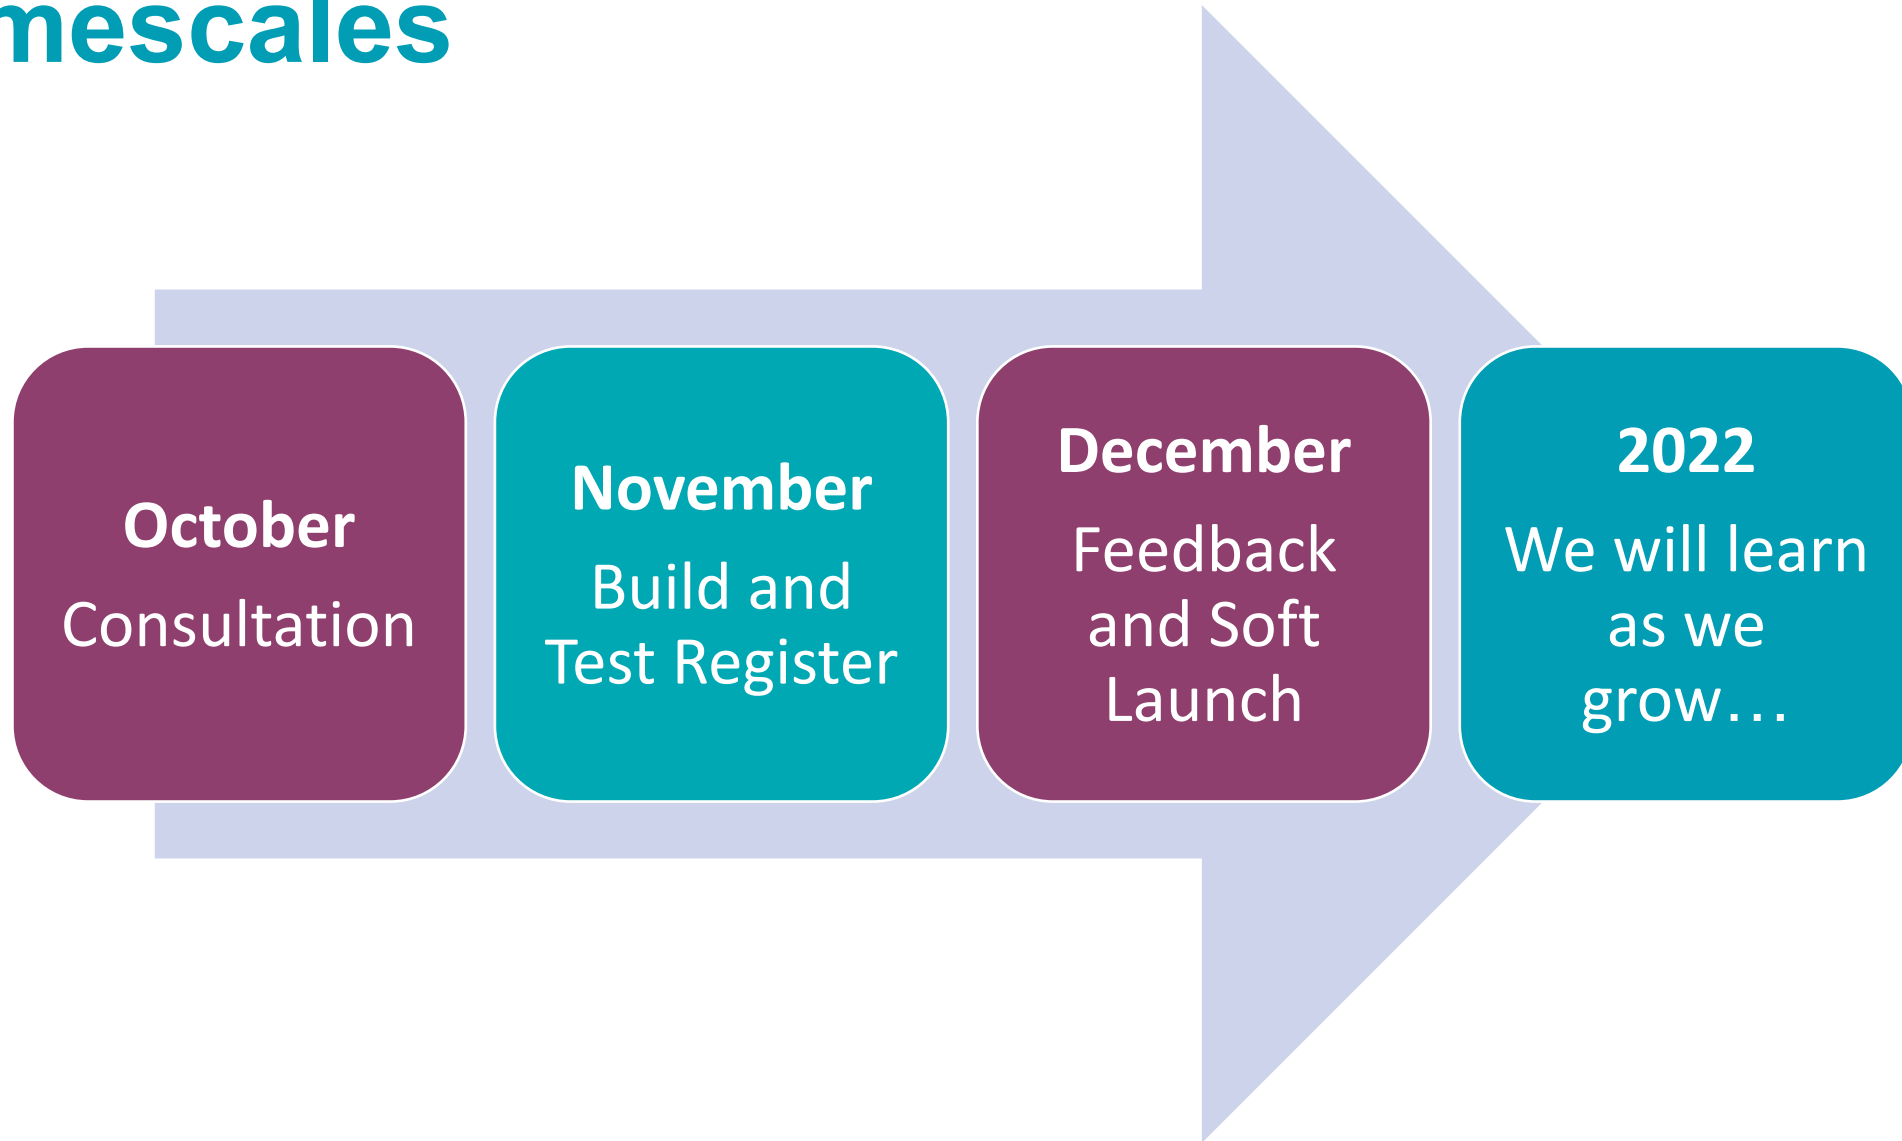 mescales
October
Consultation
November
Build and
Test Register
December
Feedback
and Soft
Launch
2022
We will learn
as we
grow…